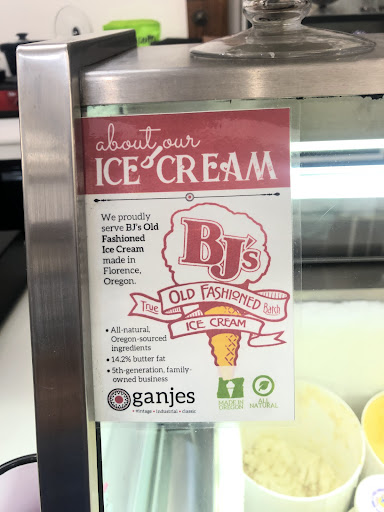 about our
ICE CREAM
We proudly
serve BJ's Old
Fashioned
Ice Cream
made in
Florence,
Oregon.
• All-natural,
Oregon-sourced
ingredients
• 14.2% butter fat
• 5th-generation, family-
owned business
BJ's
OLD FASHIONED
True Batch
ICE CREAM
ganjes
• vintage • industrial • classic
MADE IN
OREGON
ALL
NATURAL